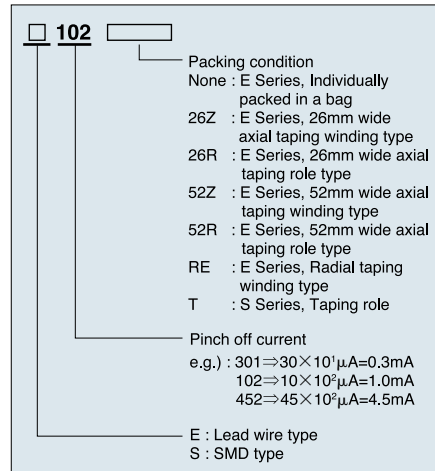 □ 102
Packing condition
None : E Series, Individually
packed in a bag
26Z : E Series, 26mm wide
axial taping winding type
26R : E Series, 26mm wide axial
taping role type
52Z : E Series, 52mm wide axial
taping winding type
52R : E Series, 52mm wide axial
taping role type
RE : E Series, Radial taping
winding type
T : S Series, Taping role
Pinch off current
e.g.) : 301⇒30×10¹μA=0.3mA
102⇒10×10²μA=1.0mA
452⇒45×10²μA=4.5mA
E : Lead wire type
S : SMD type